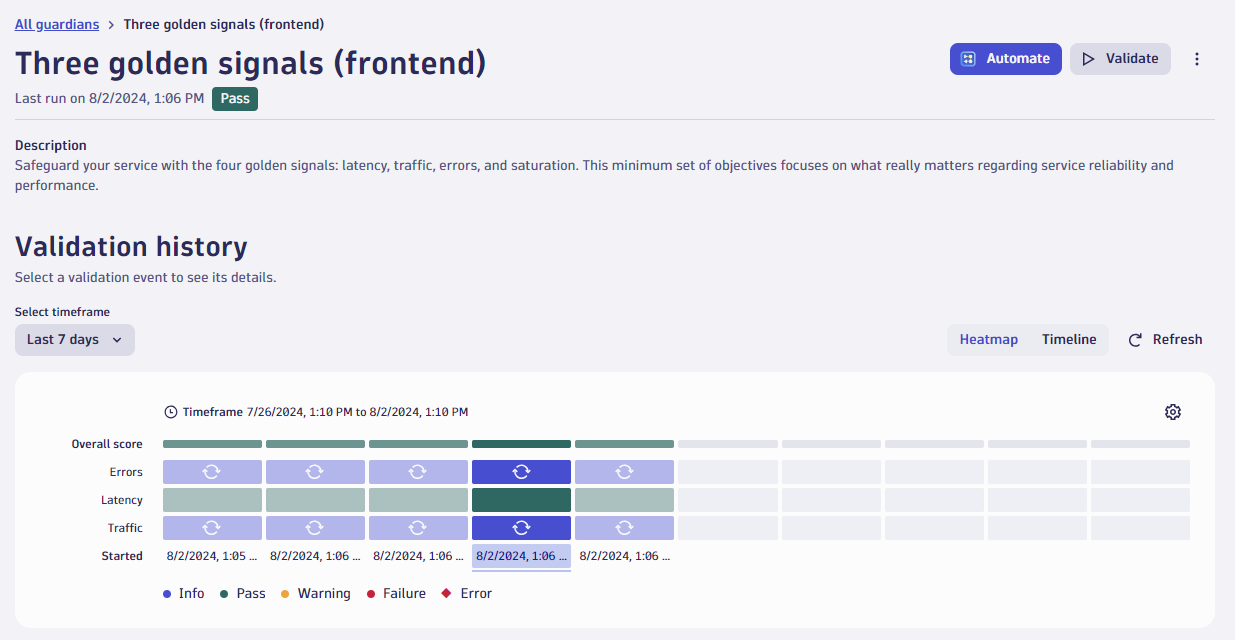 All guardians > Three golden signals (frontend)
Three golden signals (frontend)
Automate
Validate
Last run on 8/2/2024, 1:06 PM Pass
Description
Safeguard your service with the four golden signals: latency, traffic, errors, and saturation. This minimum set of objectives focuses on what really matters regarding service reliability and
performance.
Validation history
Select a validation event to see its details.
Select timeframe
Last 7 days
Heatmap Timeline Refresh
Timeframe 7/26/2024, 1:10 PM to 8/2/2024, 1:10 PM
Overall score
Errors
Latency
Traffic
Started 8/2/2024, 1:05 ... 8/2/2024, 1:06 ... 8/2/2024, 1:06 ... 8/2/2024, 1:06 ... 8/2/2024, 1:06 ...
Info Pass Warning Failure Error